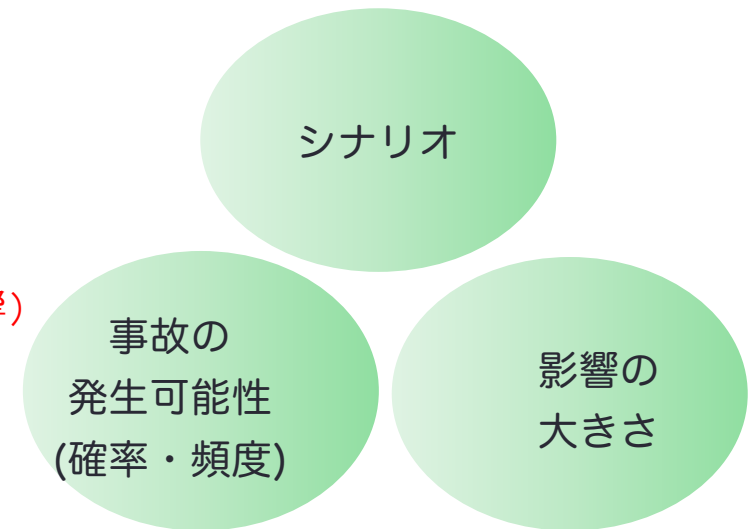 シナリオ
事故の
発生可能性
(確率・頻度)
影響の
大きさ